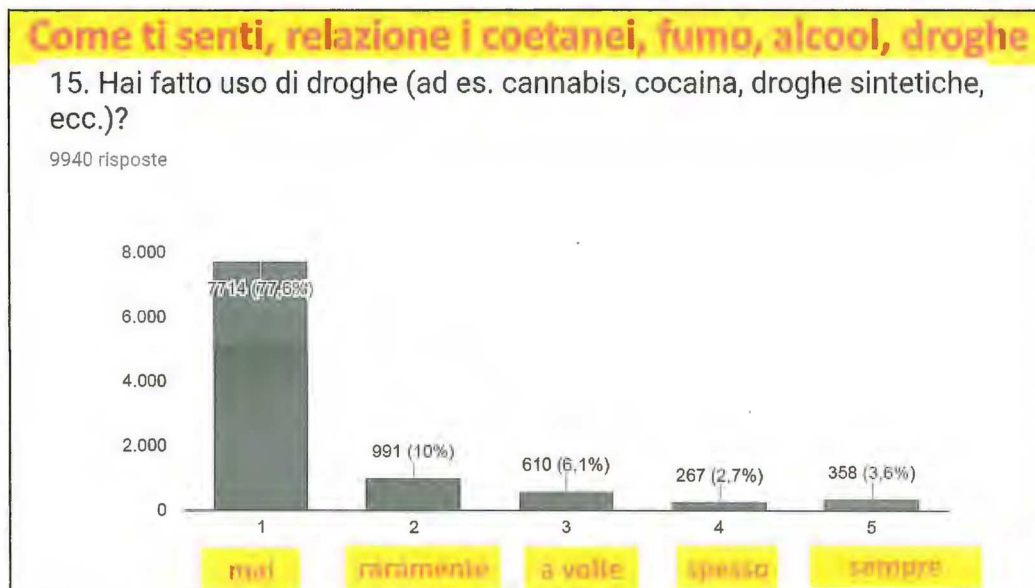 Come ti senti, relazione i coetanei, fumo, alcool, droghe
15. Hai fatto uso di droghe (ad es. cannabis, cocaina, droghe sintetiche,
ecc.)?
9940 risposte
8.000
7714 (77,6%)
6.000
4.000
2.000
991 (10%)
610 (6,1%)
267 (2,7%)
358 (3,6%)
0
1 2 3 4 5
mai raramente a volte spesso sempre